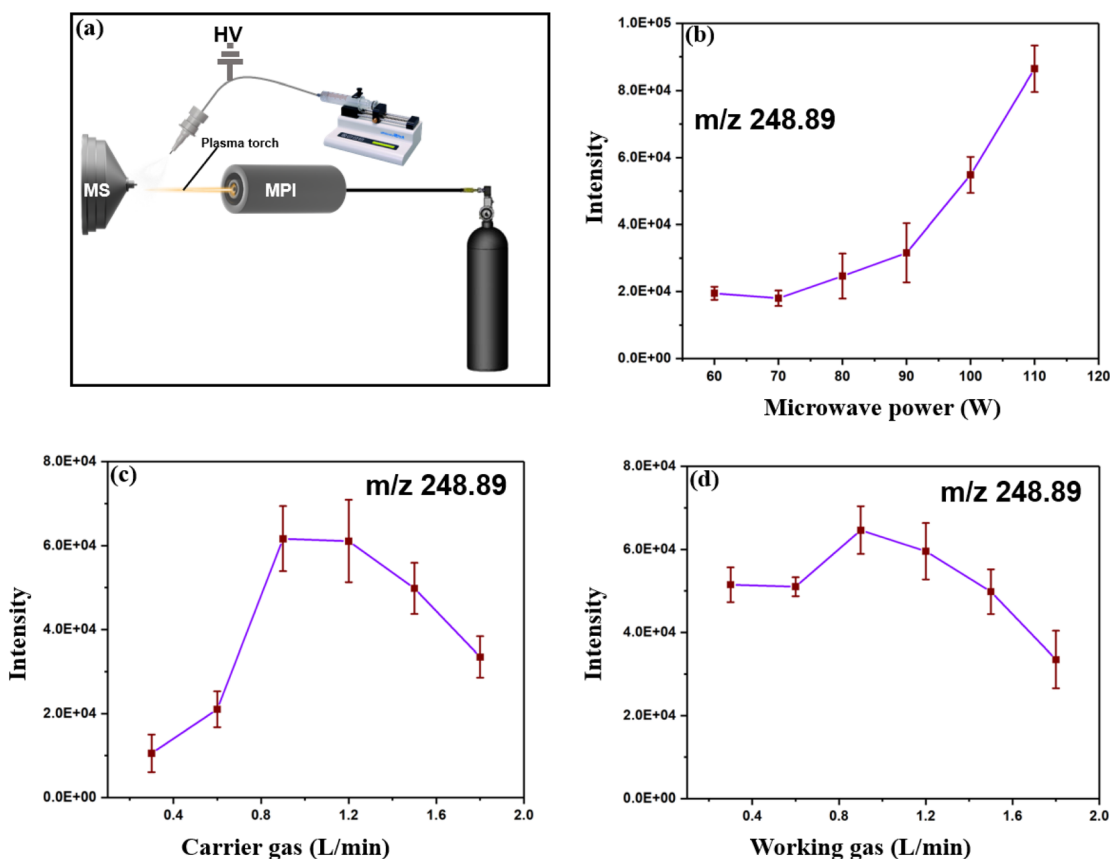 (a)
HV
Plasma torch
MS
MPI
(b)
m/z 248.89
Intensity
1.0E+05
8.0E+04
6.0E+04
4.0E+04
2.0E+04
0.0E+00
60 70 80 90 100 110 120
Microwave power (W)
(c)
m/z 248.89
Intensity
8.0E+04
6.0E+04
4.0E+04
2.0E+04
0.0E+00
0.4 0.8 1.2 1.6 2.0
Carrier gas (L/min)
(d)
m/z 248.89
Intensity
8.0E+04
6.0E+04
4.0E+04
2.0E+04
0.0E+00
0.4 0.8 1.2 1.6 2.0
Working gas (L/min)